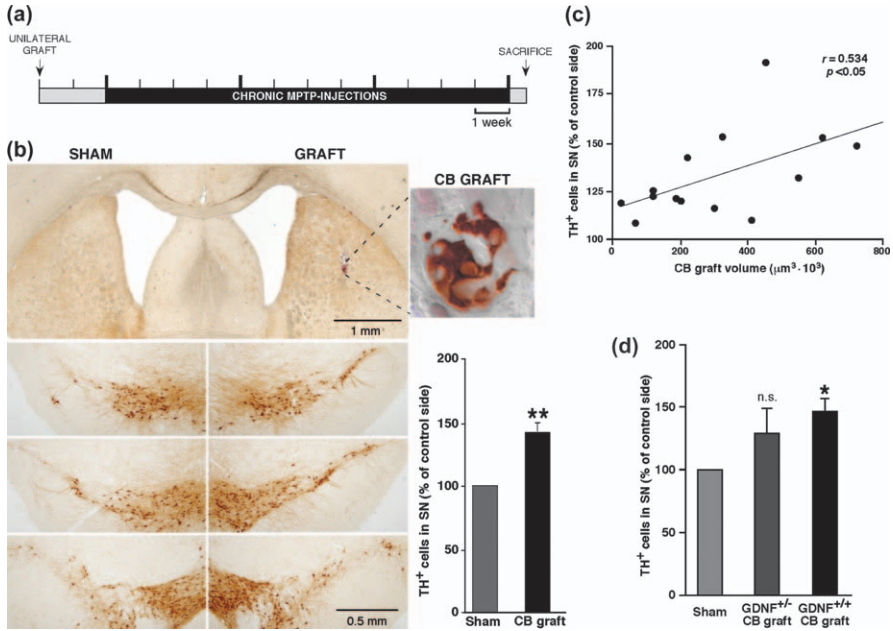 (a)
UNILATERAL
GRAFT
SACRIFICE
CHRONIC MPTP-INJECTIONS
1 week
(b)
SHAM
GRAFT
CB GRAFT
1 mm
0.5 mm
TH+ cells in SN (% of control side)
200
150
100
50
0
Sham
CB graft
**
(c)
TH+ cells in SN (% of control side)
200
175
150
125
100
r = 0.534
p <0.05
0
200
400
600
800
CB graft volume (μm³·10³)
(d)
TH+ cells in SN (% of control side)
200
150
100
50
0
n.s.
*
Sham
GDNF+/-
CB graft
GDNF+/+
CB graft